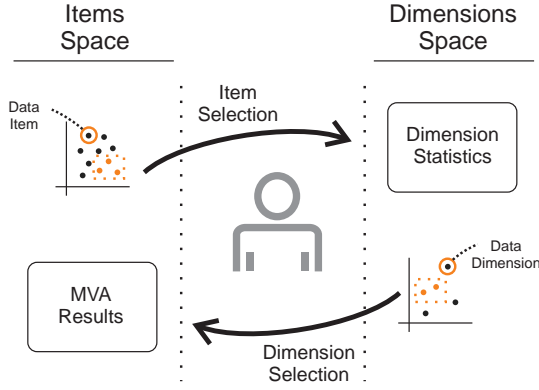 Items
Space
Dimensions
Space
Data
Item
Item
Selection
Dimension
Statistics
MVA
Results
Data
Dimension
Dimension
Selection